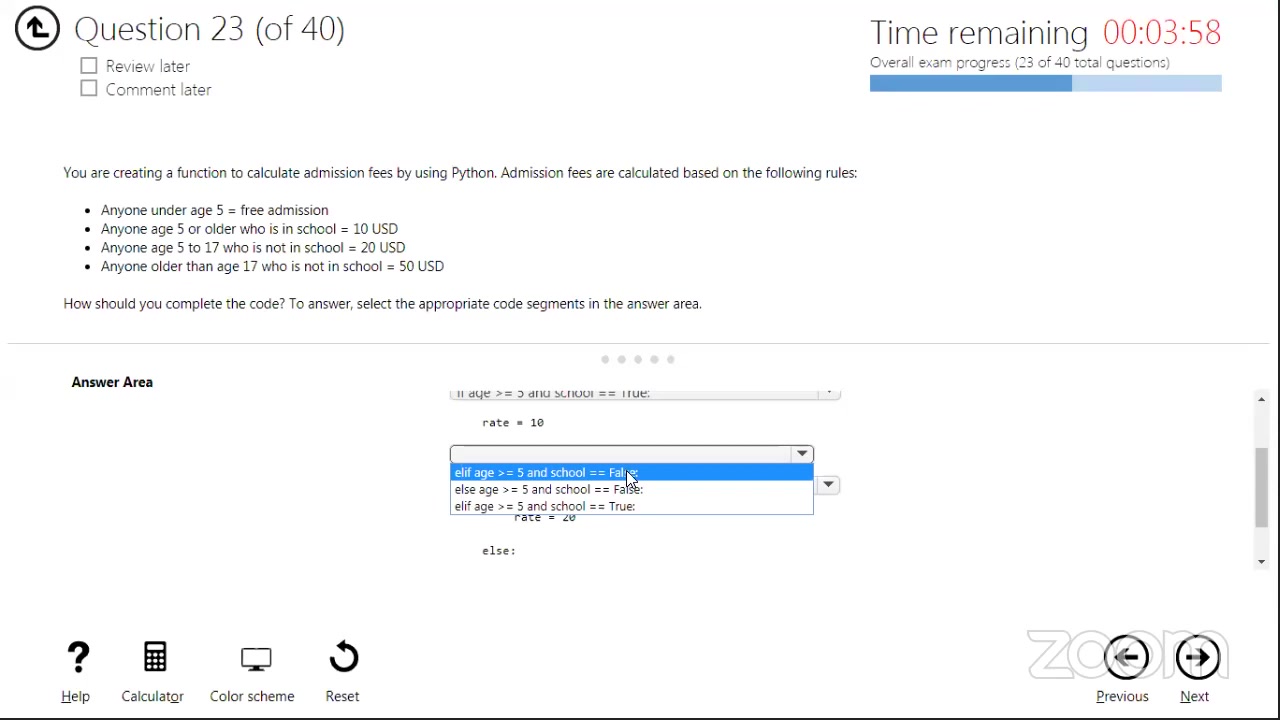 Question 23 (of 40)
Time remaining 00:03:58
Review later
Overall exam progress (23 of 40 total questions)
Comment later
You are creating a function to calculate admission fees by using Python. Admission fees are calculated based on the following rules:
• Anyone under age 5 = free admission
• Anyone age 5 or older who is in school = 10 USD
• Anyone age 5 to 17 who is not in school = 20 USD
• Anyone older than age 17 who is not in school = 50 USD
How should you complete the code? To answer, select the appropriate code segments in the answer area.
Answer Area
if age >= 5 and school == True:
rate = 10
elif age >= 5 and school == False:
else age >= 5 and school == False:
elif age >= 5 and school == True:
rate = 20
else:
zoom
Help
Calculator
Color scheme
Reset
Previous
Next